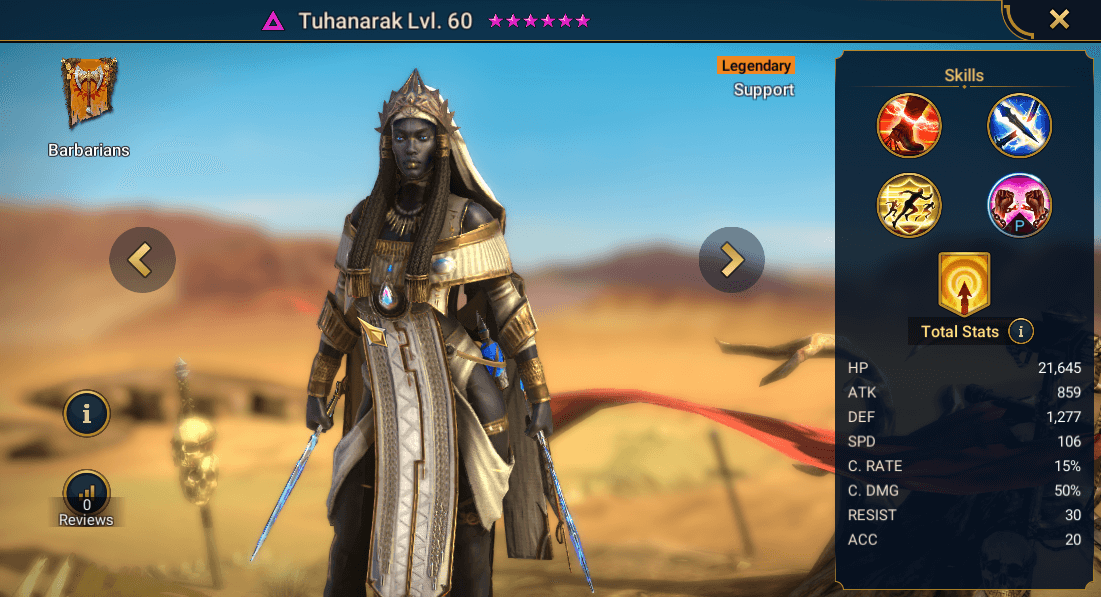 Tuhanarak Lvl. 60
Legendary
Support
Barbarians
0
Reviews
Skills
P
Total Stats
HP 21,645
ATK 859
DEF 1,277
SPD 106
C. RATE 15%
C. DMG 50%
RESIST 30
ACC 20